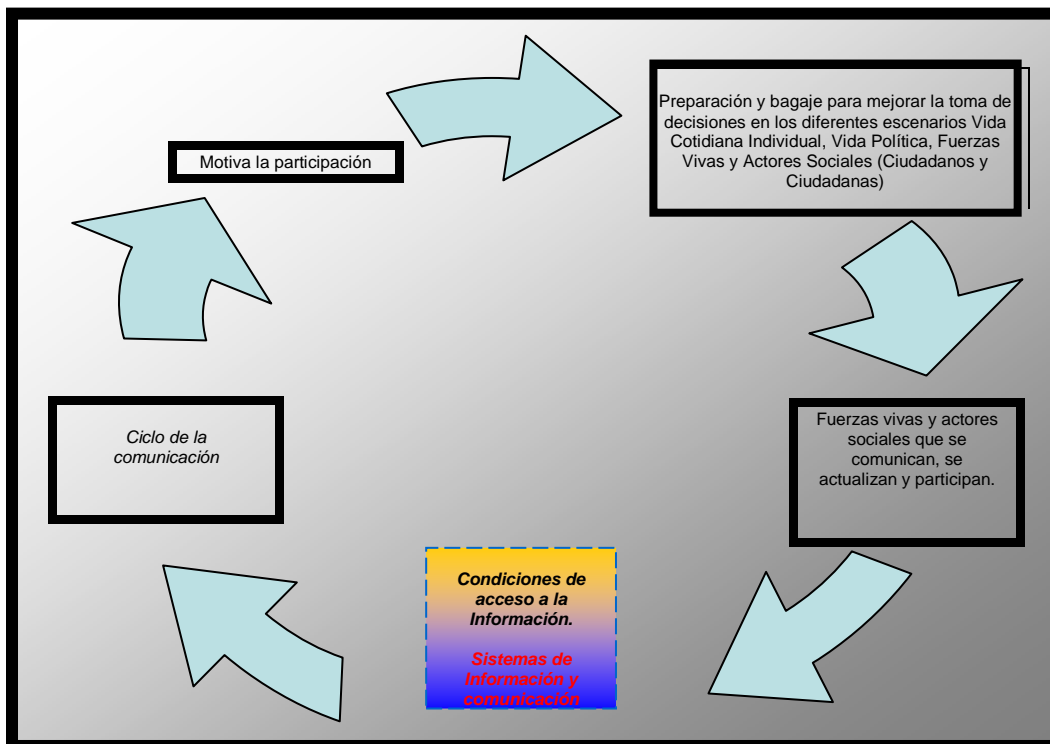 Motiva la participación
Preparación y bagaje para mejorar la toma de
decisiones en los diferentes escenarios Vida
Cotidiana Individual, Vida Política, Fuerzas
Vivas y Actores Sociales (Ciudadanos y
Ciudadanas)
Fuerzas vivas y actores
sociales que se
comunican, se
actualizan y participan.
Condiciones de
acceso a la
Información.
Sistemas de
Información y
comunicación
Ciclo de la
comunicación